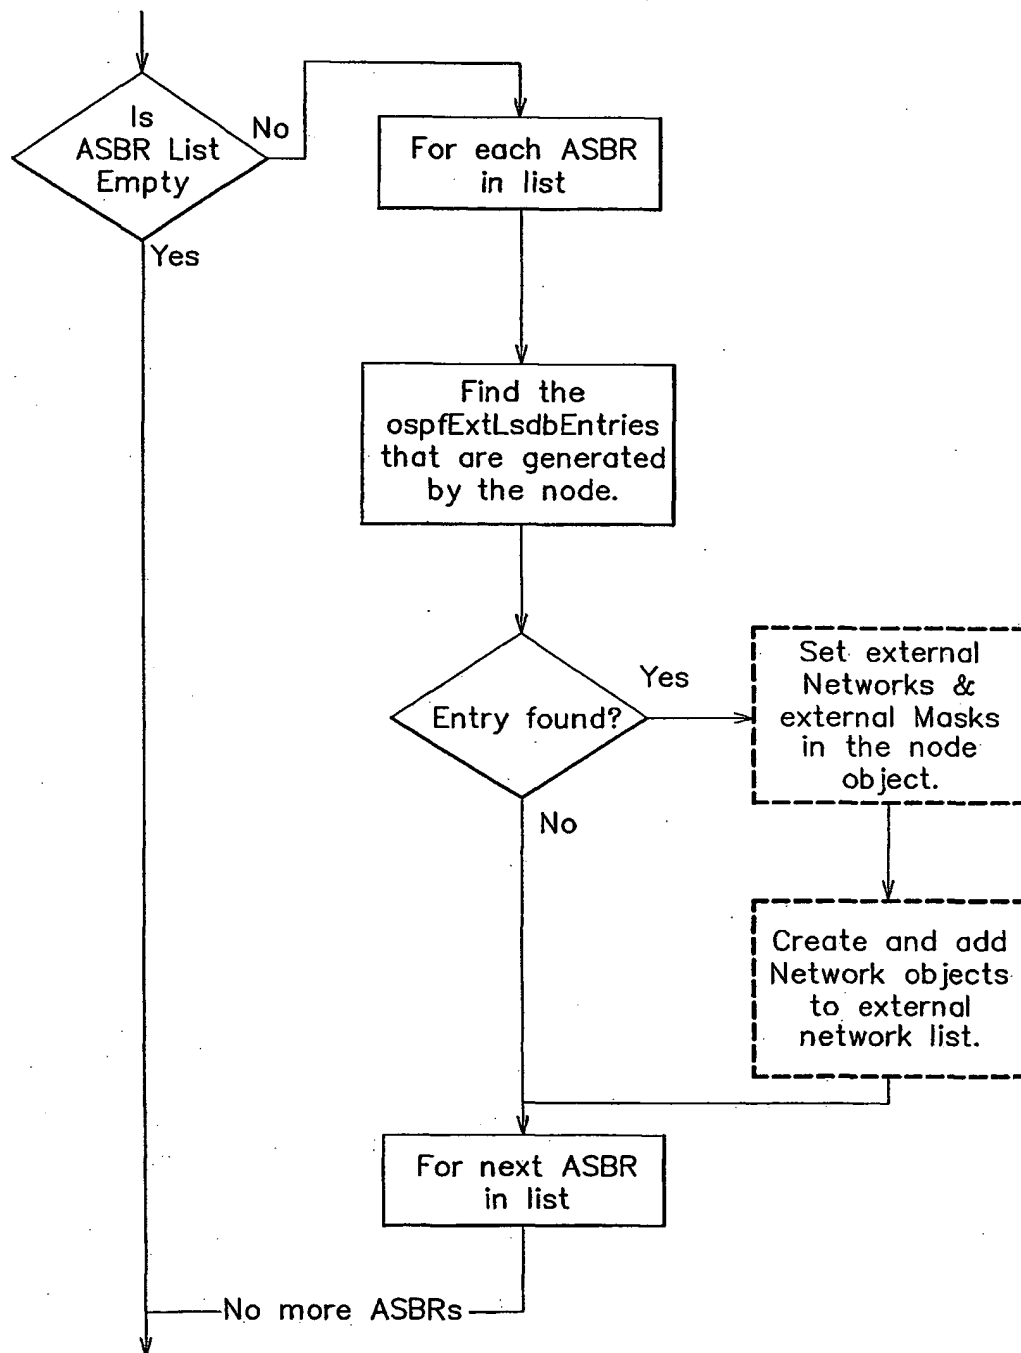 Is
ASBR List
Empty
No
Yes
For each ASBR
in list
Find the
ospfExtLsdbEntries
that are generated
by the node.
Entry found?
Yes
No
Set external
Networks &
external Masks
in the node
object.
Create and add
Network objects
to external
network list.
For next ASBR
in list
No more ASBRs